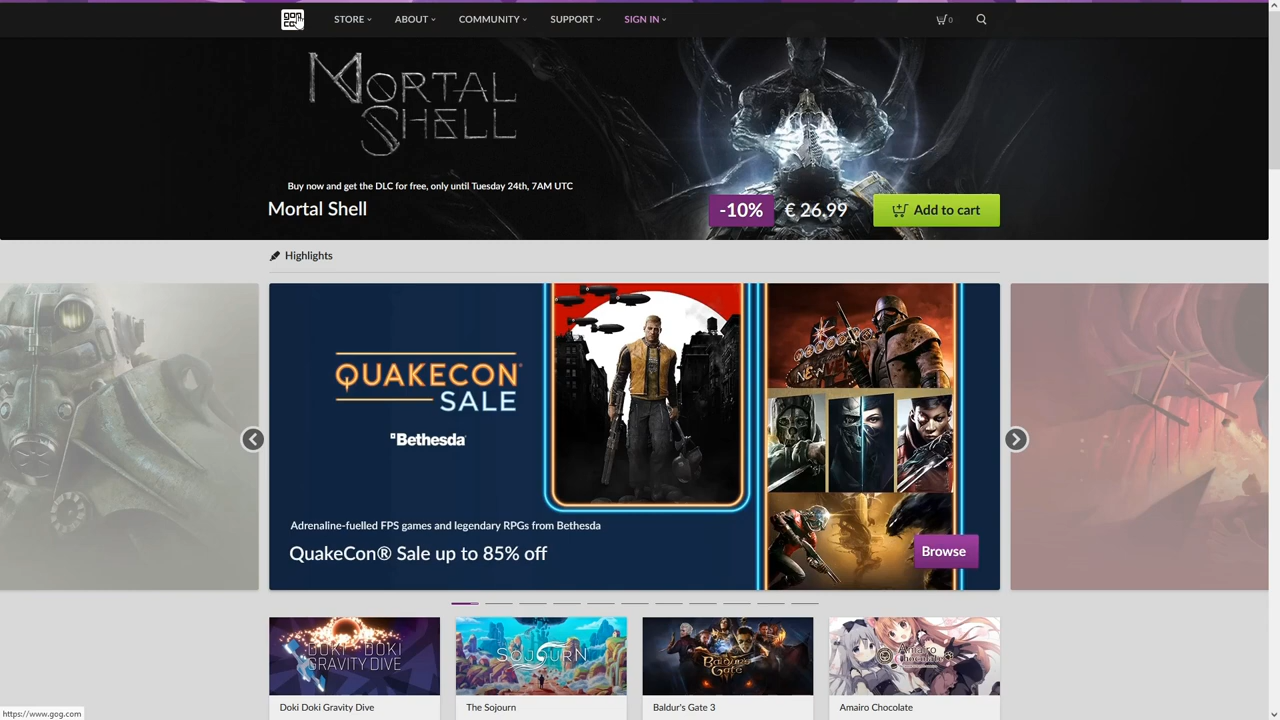 gog
com
STORE
ABOUT
COMMUNITY
SUPPORT
SIGN IN
0
MORTAL
SHELL
Buy now and get the DLC for free, only until Tuesday 24th, 7AM UTC
Mortal Shell
-10%
€ 26.99
Add to cart
Highlights
QUAKECON®
SALE
Bethesda
Adrenaline-fuelled FPS games and legendary RPGs from Bethesda
QuakeCon® Sale up to 85% off
Browse
DOKI DOKI
GRAVITY DIVE
THE
SOJOURN
Baldur's
Gate
Amairo
Chocolate
Doki Doki Gravity Dive
The Sojourn
Baldur's Gate 3
Amairo Chocolate
https://www.gog.com